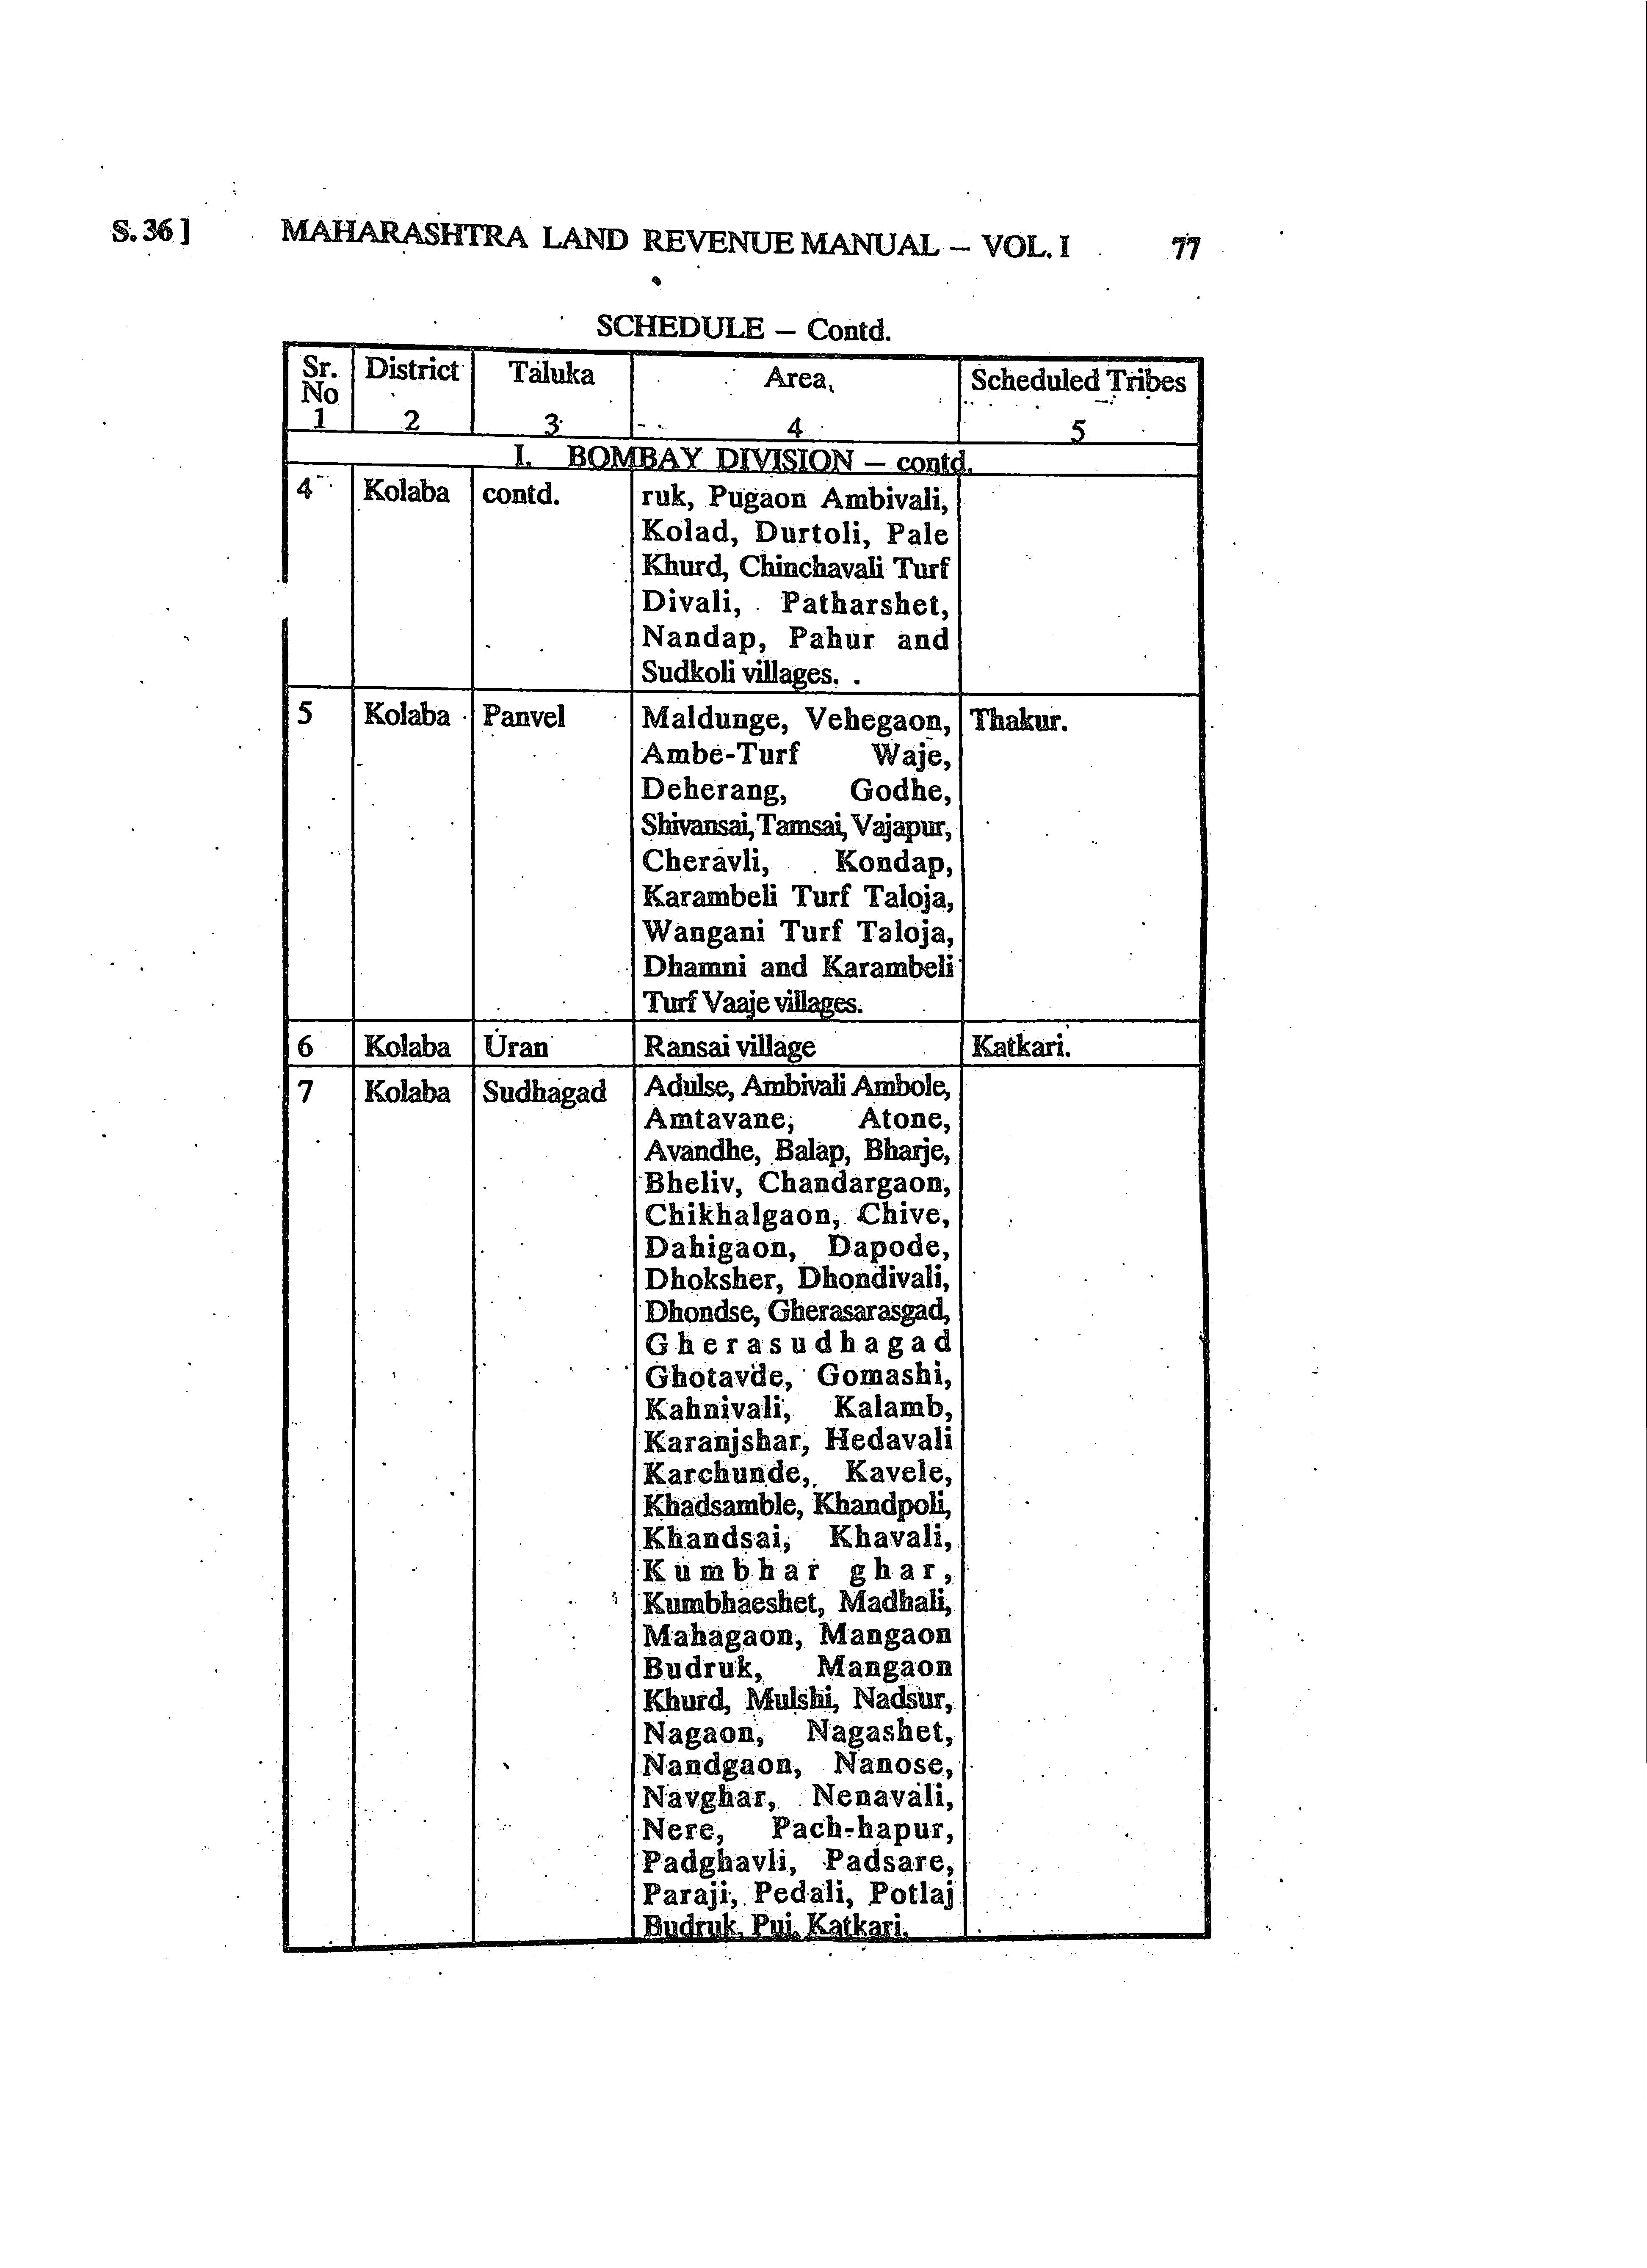 S. 36 ] MAHARASHTRA LAND REVENUE MANUAL – VOL. I 77
SCHEDULE – Contd.
Sr. No District Taluka Area, Scheduled Tribes
1 2 3 4 5
I. BOMBAY DIVISION – contd.
4 Kolaba contd. ruk, Pugaon Ambivali,
Kolad, Durtoli, Pale
Khurd, Chinchavali Turf
Divali, Patharshet,
Nandap, Pahur and
Sudkoli villages.
5 Kolaba Panvel Maldunge, Vehegaon, Thakur.
Ambe-Turf Waje,
Deherang, Godhe,
Shivansai, Tamsai, Vajapur,
Cheravli, Kondap,
Karambeli Turf Taloja,
Wangani Turf Taloja,
Dhamni and Karambeli
Turf Vaaje villages.
6 Kolaba Uran Ransai village Katkari.
7 Kolaba Sudhagad Adulse, Ambivali Ambole,
Amtavane, Atone,
Avandhe, Balap, Bharje,
Bheliv, Chandargaon,
Chikhalgaon, Chive,
Dahigaon, Dapode,
Dhoksher, Dhondivali,
Dhondse, Gherasarasgad,
Gherasudhagad
Ghotavde, Gomashi,
Kahnivali, Kalamb,
Karanjshar, Hedavali
Karchunde, Kavele,
Khadsamble, Khandpoli,
Khandsai, Khavali,
Kumbhar ghar,
Kumbhaeshet, Madhali,
Mahagaon, Mangaon
Budruk, Mangaon
Khurd, Mulshi, Nadsur,
Nagaon, Nagashet,
Nandgaon, Nanose,
Navghar, Nenavali,
Nere, Pach-hapur,
Padghavli, Padsare,
Paraji, Pedali, Potlaj
Budruk, Pui, Katkari.